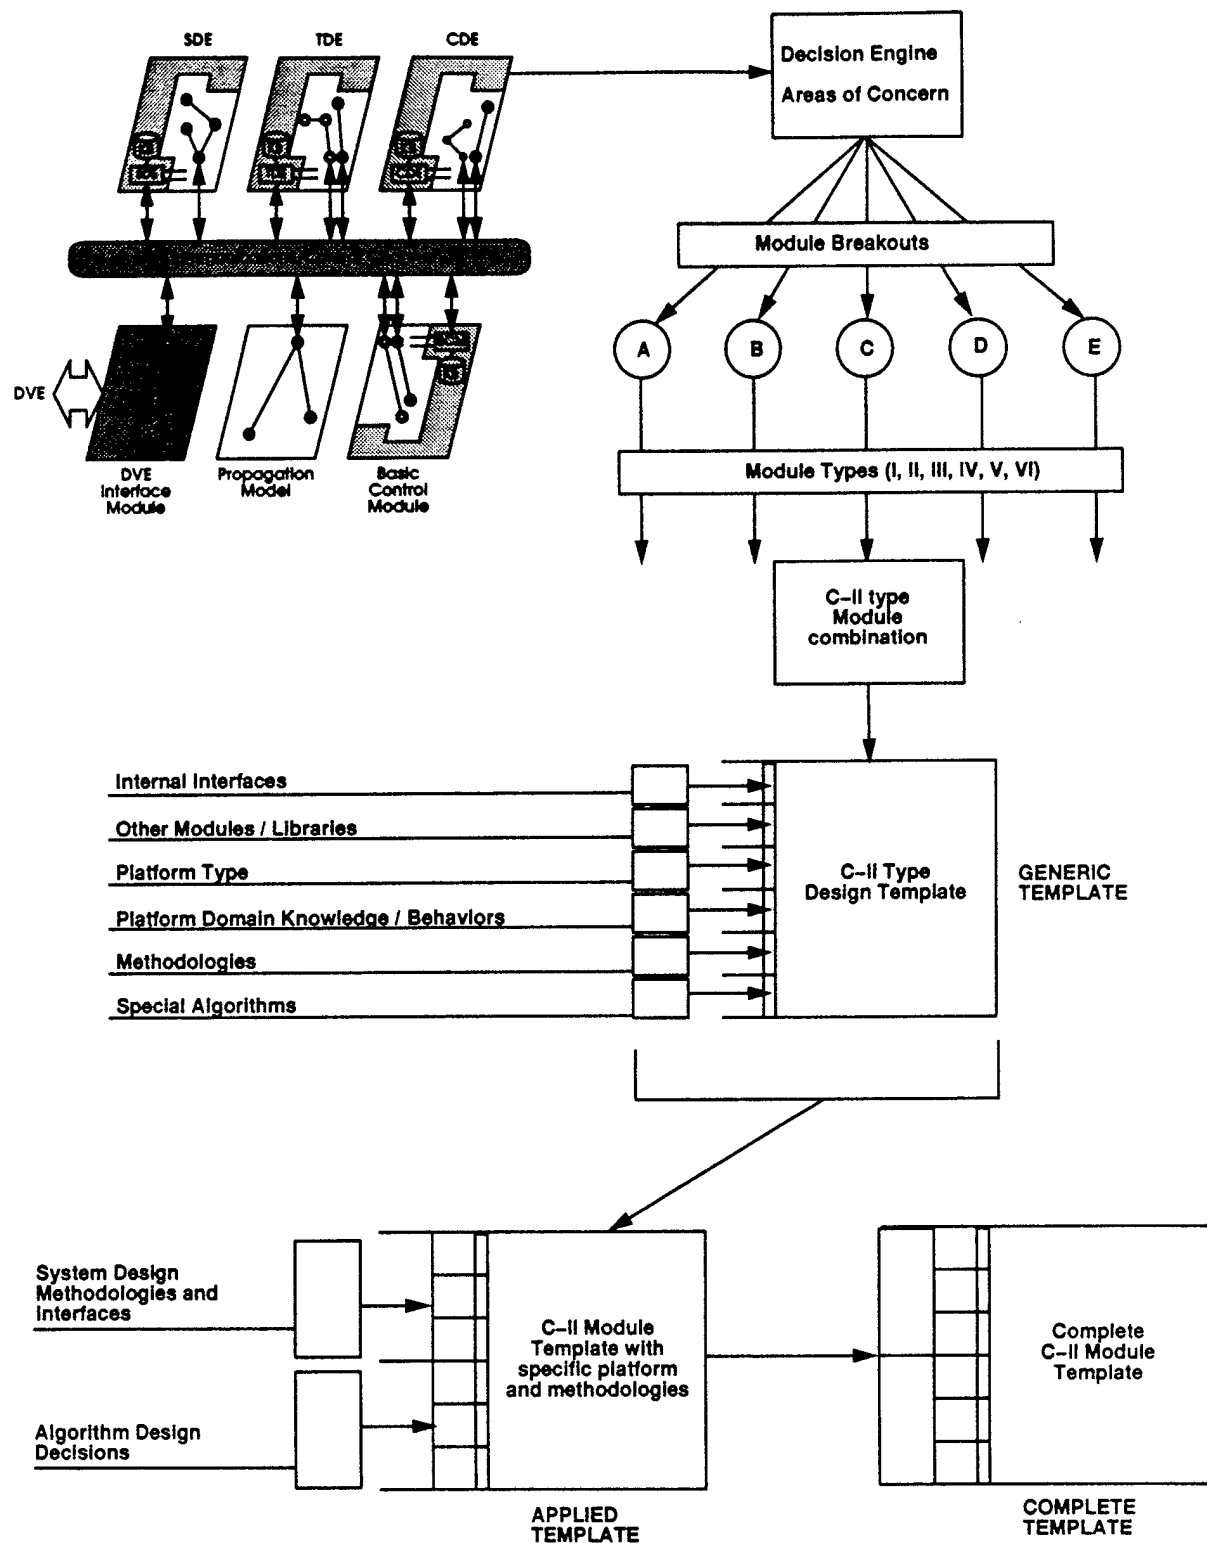 SDE
TDE
CDE
Decision Engine
Areas of Concern
Module Breakouts
A
B
C
D
E
DVE
DVE
Interface
Module
Propagation
Model
Basic
Control
Module
Module Types (I, II, III, IV, V, VI)
C-II type
Module
combination
Internal Interfaces
Other Modules / Libraries
Platform Type
Platform Domain Knowledge / Behaviors
Methodologies
Special Algorithms
C-II Type
Design Template
GENERIC
TEMPLATE
System Design
Methodologies and
Interfaces
Algorithm Design
Decisions
C-II Module
Template with
specific platform
and methodologies
Complete
C-II Module
Template
APPLIED
TEMPLATE
COMPLETE
TEMPLATE